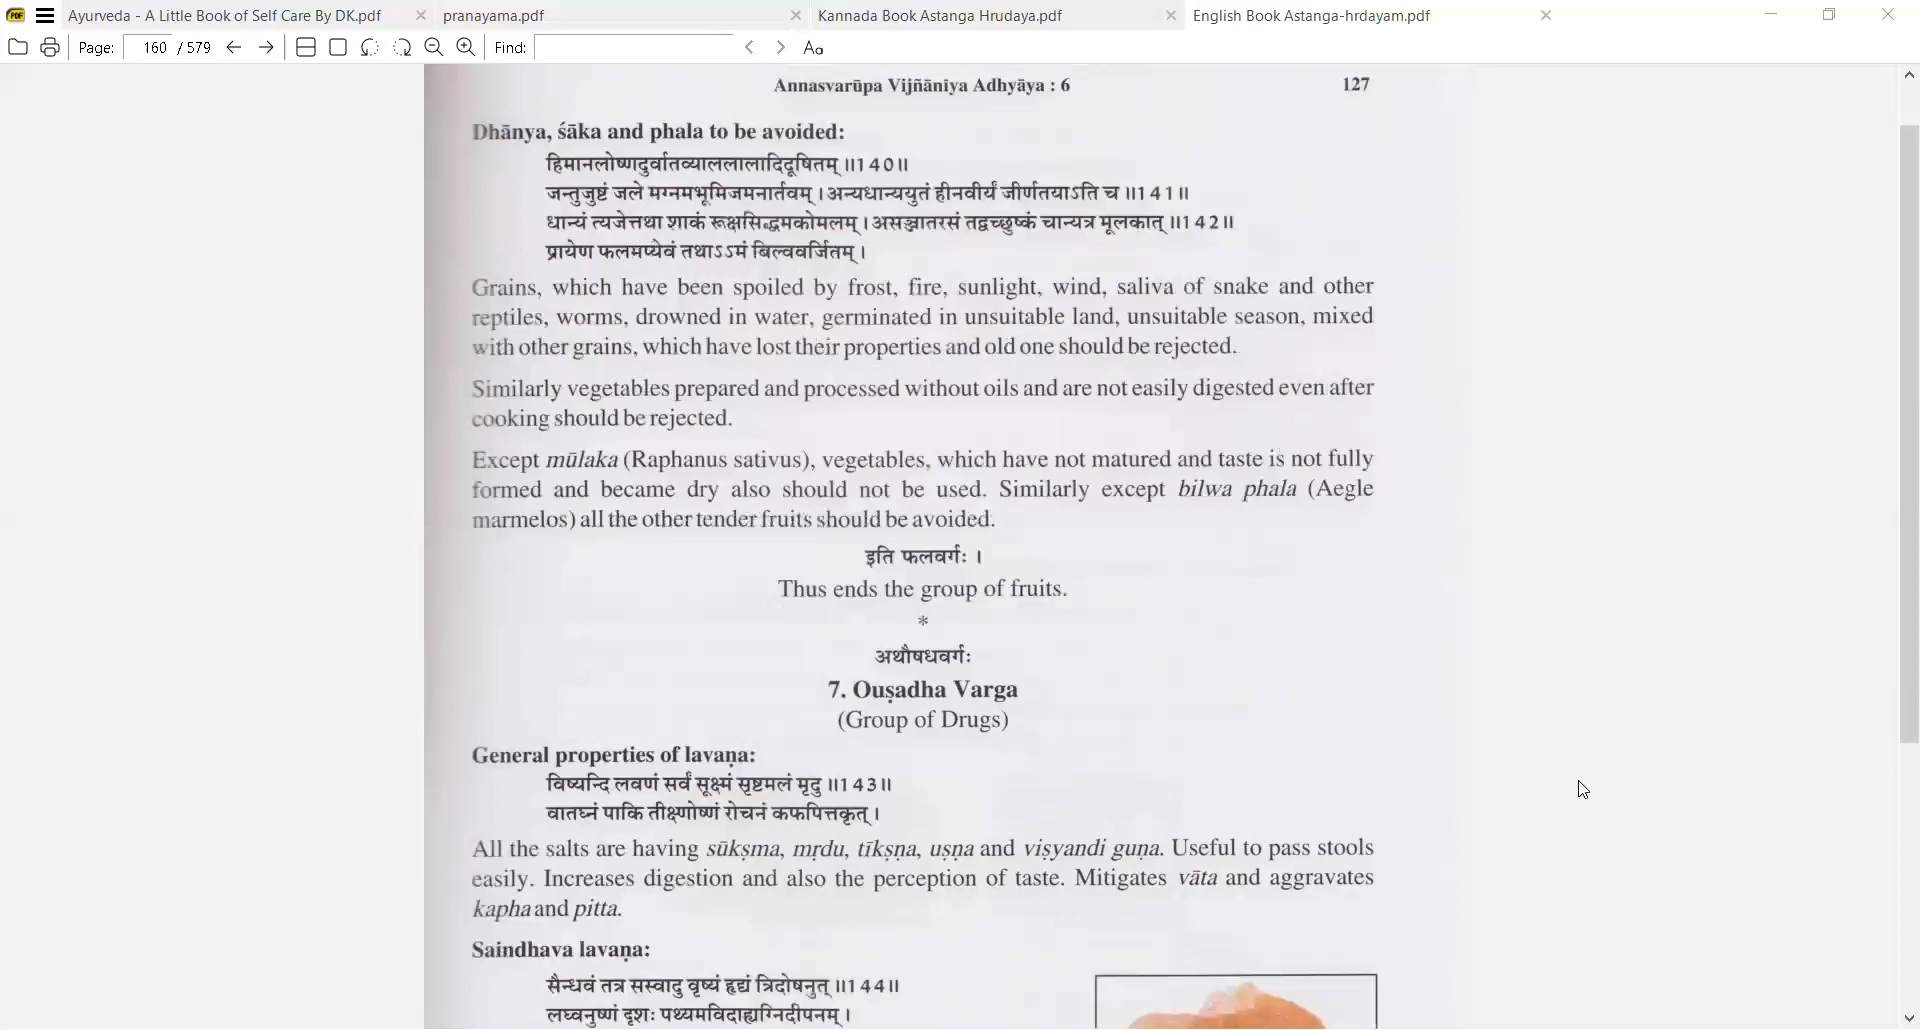 Ayurveda - A Little Book of Self Care By DK.pdf
pranayama.pdf
Kannada Book Astanga Hrudaya.pdf
English Book Astanga-hrdayam.pdf
Page: 160 / 579
Find:
Annasvarūpa Vijñānīya Adhyāya : 6
127
Dhānya, śāka and phala to be avoided:
हिमानलोष्णदुर्वातव्याललालादिदूषितम् ॥140॥
जन्तुजुष्टं जले मग्नमभूमिजमनार्तवम् । अन्यधान्ययुतं हीनवीर्यं जीर्णतयाऽति च ॥141॥
धान्यं त्यजेत्तथा शाकं रूक्षसिद्धमकोमलम् । असञ्जातरसं तद्वच्छुष्कं चान्यत्र मूलकात् ॥142॥
प्रायेण फलमप्येवं तथाऽऽमं बिल्ववर्जितम् ।
Grains, which have been spoiled by frost, fire, sunlight, wind, saliva of snake and other
reptiles, worms, drowned in water, germinated in unsuitable land, unsuitable season, mixed
with other grains, which have lost their properties and old one should be rejected.
Similarly vegetables prepared and processed without oils and are not easily digested even after
cooking should be rejected.
Except mūlaka (Raphanus sativus), vegetables, which have not matured and taste is not fully
formed and became dry also should not be used. Similarly except bilwa phala (Aegle
marmelos) all the other tender fruits should be avoided.
इति फलवर्गः ।
Thus ends the group of fruits.
*
अथौषधवर्गः
7. Ouṣadha Varga
(Group of Drugs)
General properties of lavaṇa:
विष्यन्दि लवणं सर्वं सूक्ष्मं सृष्टमलं मृदु ॥143॥
वातघ्नं पाकि तीक्ष्णोष्णं रोचनं कफपित्तकृत् ।
All the salts are having sūkṣma, mṛdu, tīkṣṇa, uṣṇa and viṣyandi guṇa. Useful to pass stools
easily. Increases digestion and also the perception of taste. Mitigates vāta and aggravates
kapha and pitta.
Saindhava lavaṇa:
सैन्धवं तत्र सस्वादु वृष्यं हृद्यं त्रिदोषनुत् ॥144॥
लघ्वनुष्णं दृशः पथ्यमविदाह्यग्निदीपनम् ।